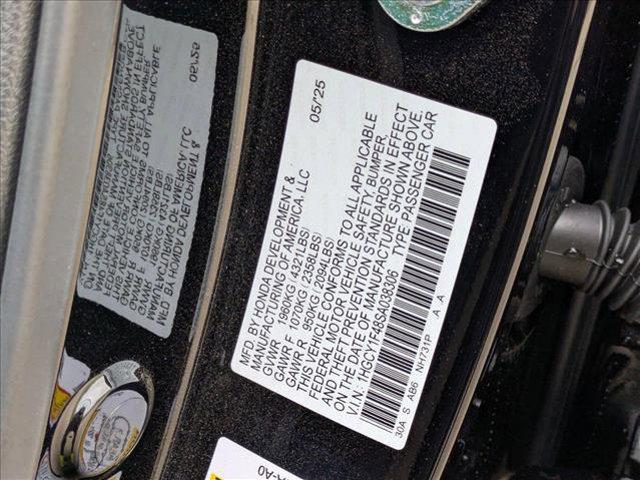 MFD. BY HONDA DEVELOPMENT & 05/25
MANUFACTURING OF AMERICA, LLC
GVWR 1960KG (4321LBS)
GAWR F 1070KG (2358LBS)
GAWR R 950KG (2094LBS)
THIS VEHICLE CONFORMS TO ALL APPLICABLE
FEDERAL MOTOR VEHICLE SAFETY, BUMPER,
AND THEFT PREVENTION STANDARDS IN EFFECT
ON THE DATE OF MANUFACTURE SHOWN ABOVE.
V.I.N.: 1HGCY1F48SA038306 TYPE PASSENGER CAR
30A S AB6 NH731P A A